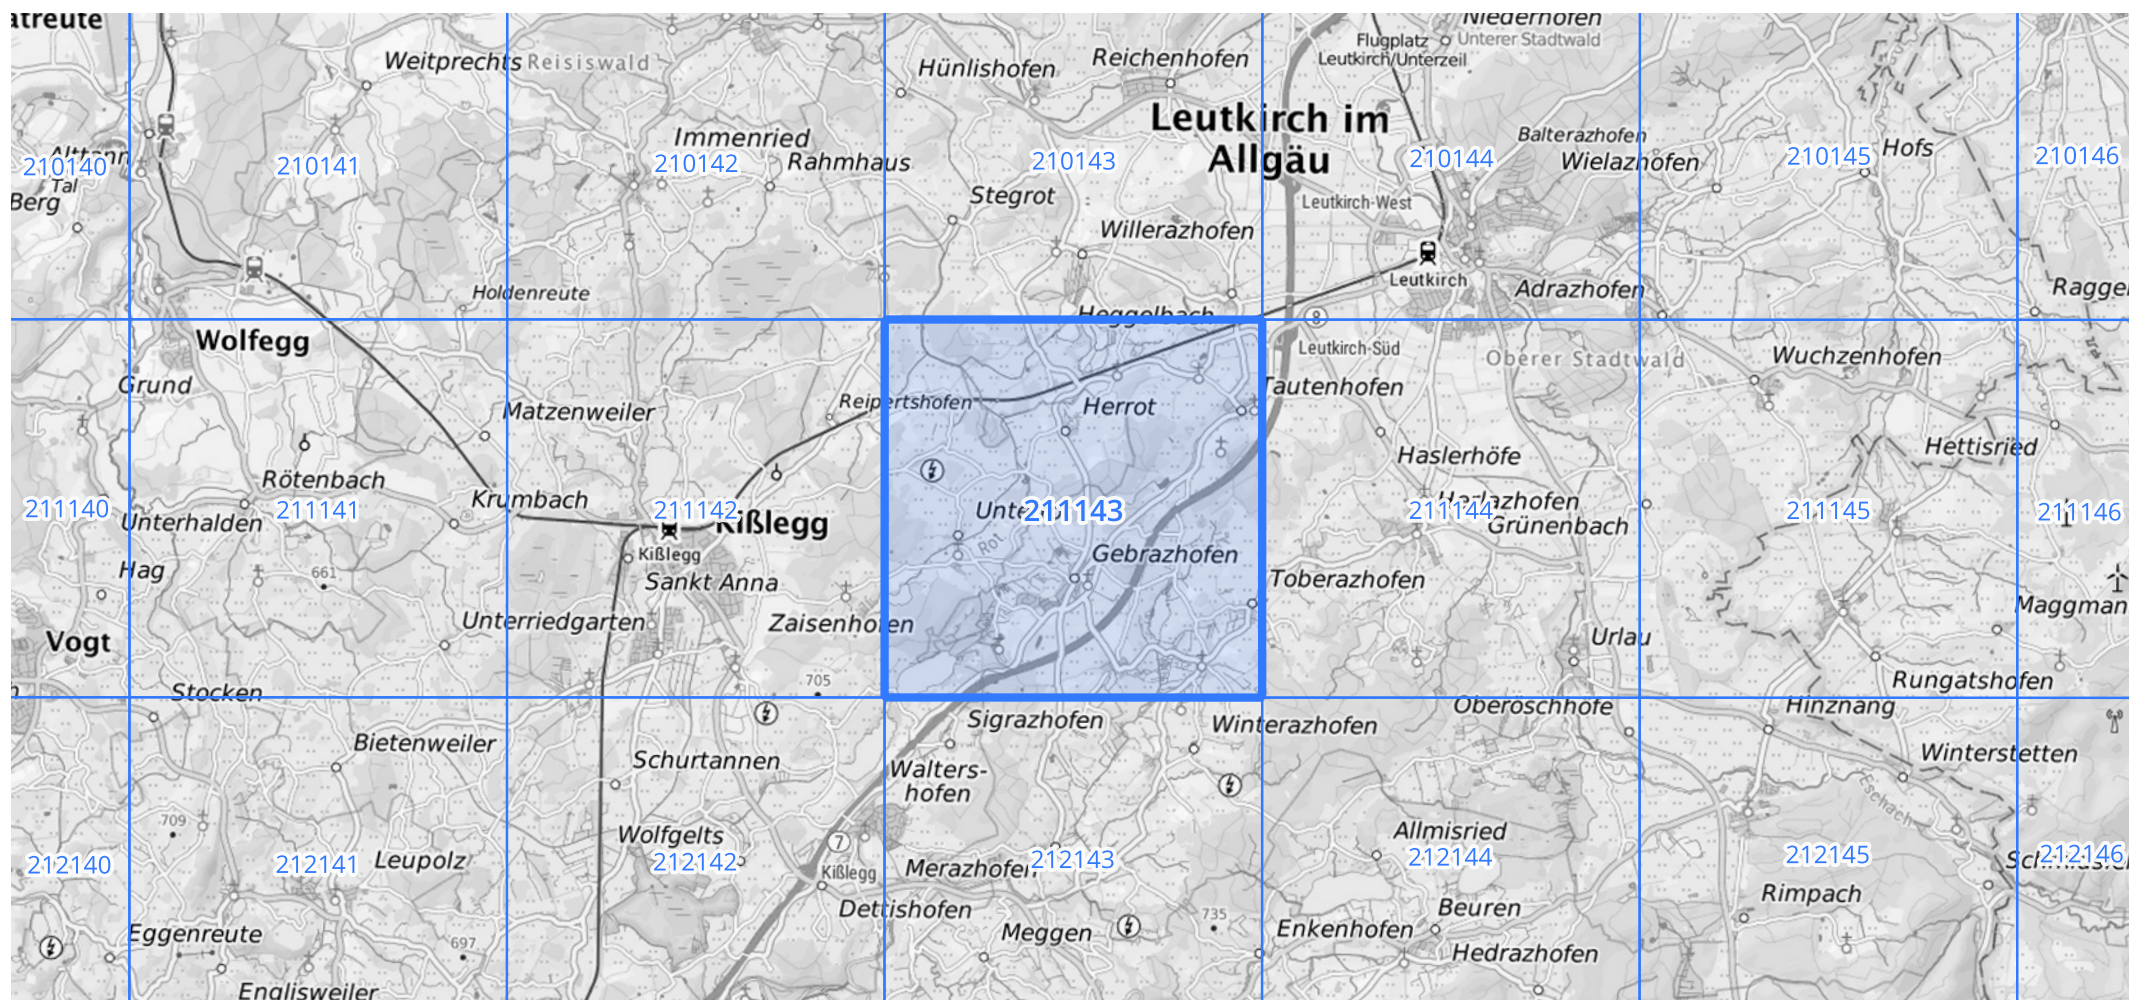 atreute
Weitprechts
Reisiswald
Hünlishofen
Reichenhofen
Niederhofen
Flugplatz
Leutkirch/Unterzeil
Unterer Stadtwald
Leutkirch im
Allgäu
Immenried
Rahmhaus
Balterazhofen
Wielazhofen
Hofs
210140
210141
210142
210143
210144
210145
210146
Tal
Berg
Stegrot
Willerazhofen
Leutkirch-West
Leutkirch
Adrazhofen
Holdenreute
Heggelbach
8
Wolfegg
Grund
Matzenweiler
Reipertshofen
Herrot
Leutkirch-Süd
Tautenhofen
Oberer Stadtwald
Wuchzenhofen
Rötenbach
Krumbach
Unterhalden
Haslerhöfe
Grünenbach
Hettisried
211140
211141
211142
211143
211144
211145
211146
Kißlegg
Kißlegg
Rot
Gebrazhofen
Hag
661
Sankt Anna
Toberazhofen
Vogt
Unterriedgarten
Zaisenhofen
Urlau
Stocken
705
Rungatshofen
Bietenweiler
Schurtannen
Sigrazhofen
Winterazhofen
Oberöschhöfe
Hinznang
Winterstetten
Walters-
hofen
Eschach
709
Wolfgelts
7
Kißlegg
Allmisried
212140
212141
212142
212143
212144
212145
212146
Leupolz
Merazhofen
Rimpach
Eggenreute
697
Dettishofen
Meggen
735
Enkenhofen
Beuren
Hedrazhofen
Englisweiler